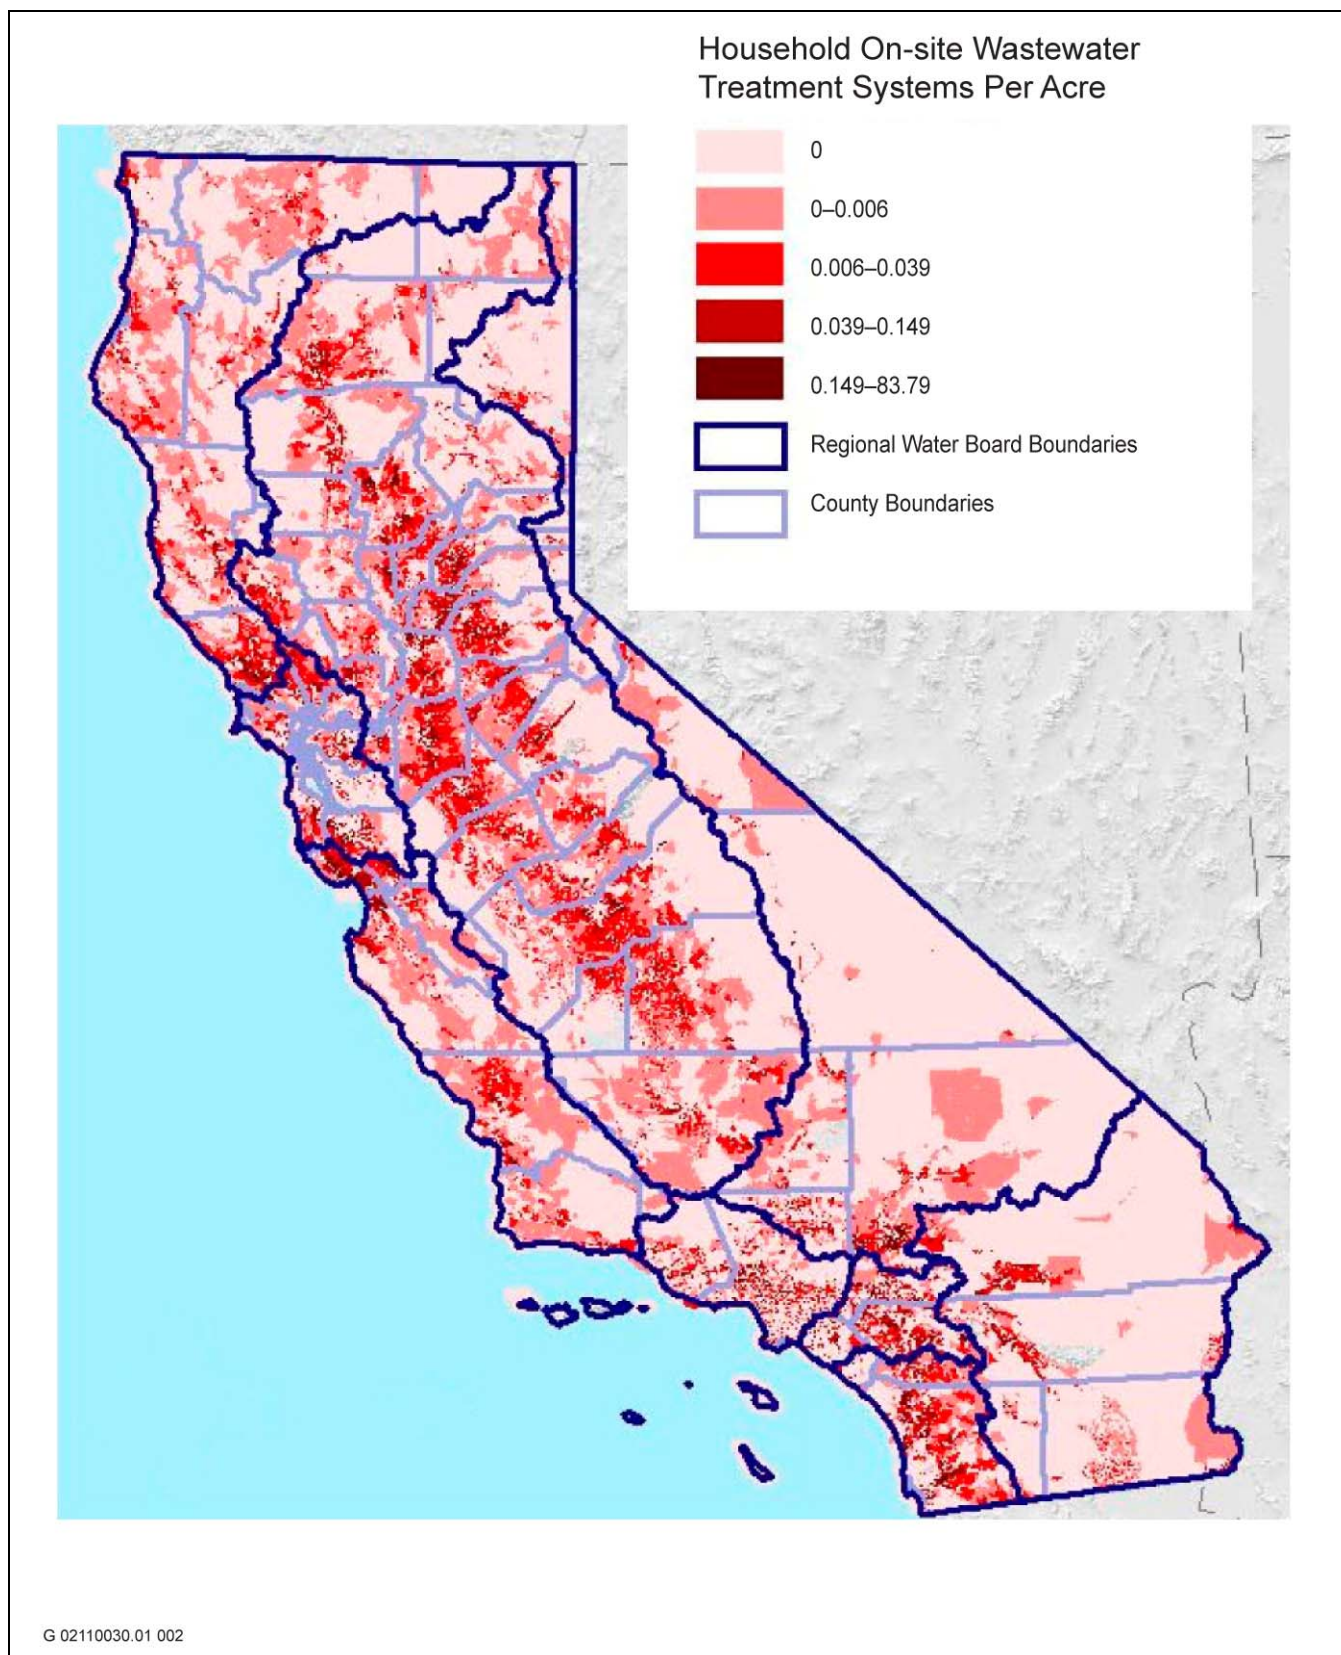 Household On-site Wastewater
Treatment Systems Per Acre
0
0–0.006
0.006–0.039
0.039–0.149
0.149–83.79
Regional Water Board Boundaries
County Boundaries
G 02110030.01 002